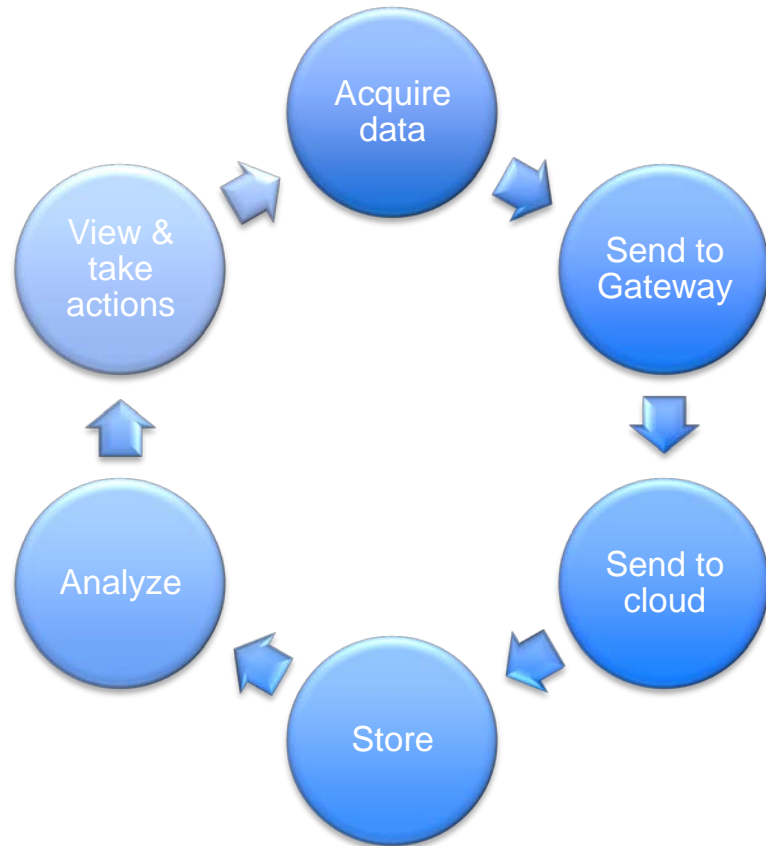 Acquire
data
Send to
Gateway
Send to
cloud
Store
Analyze
View &
take
actions